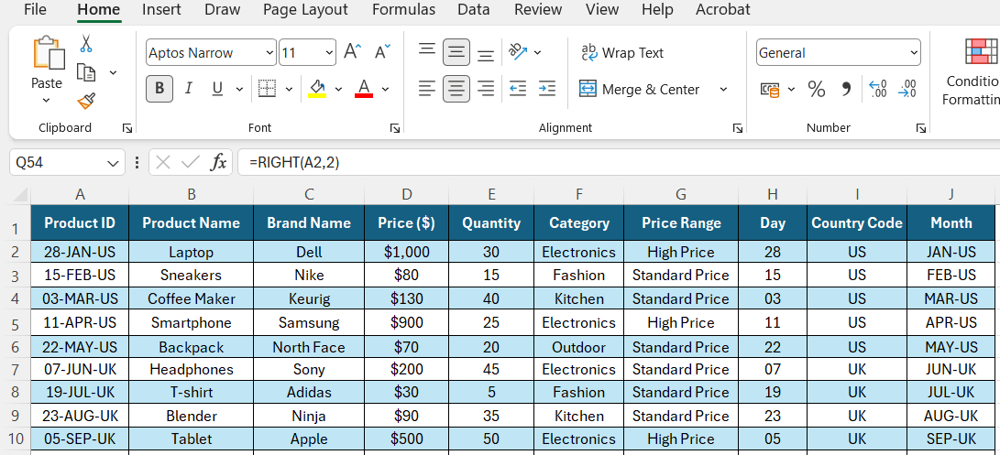 File Home Insert Draw Page Layout Formulas Data Review View Help Acrobat
Aptos Narrow 11 A A ab Wrap Text General
Paste B I U A Merge & Center % .00 .00 Conditio
Formattin
Clipboard Font Alignment Number
Q54 fx =RIGHT(A2,2)
A B C D E F G H I J
1 Product ID Product Name Brand Name Price ($) Quantity Category Price Range Day Country Code Month
2 28-JAN-US Laptop Dell $1,000 30 Electronics High Price 28 US JAN-US
3 15-FEB-US Sneakers Nike $80 15 Fashion Standard Price 15 US FEB-US
4 03-MAR-US Coffee Maker Keurig $130 40 Kitchen Standard Price 03 US MAR-US
5 11-APR-US Smartphone Samsung $900 25 Electronics High Price 11 US APR-US
6 22-MAY-US Backpack North Face $70 20 Outdoor Standard Price 22 US MAY-US
7 07-JUN-UK Headphones Sony $200 45 Electronics Standard Price 07 UK JUN-UK
8 19-JUL-UK T-shirt Adidas $30 5 Fashion Standard Price 19 UK JUL-UK
9 23-AUG-UK Blender Ninja $90 35 Kitchen Standard Price 23 UK AUG-UK
10 05-SEP-UK Tablet Apple $500 50 Electronics High Price 05 UK SEP-UK